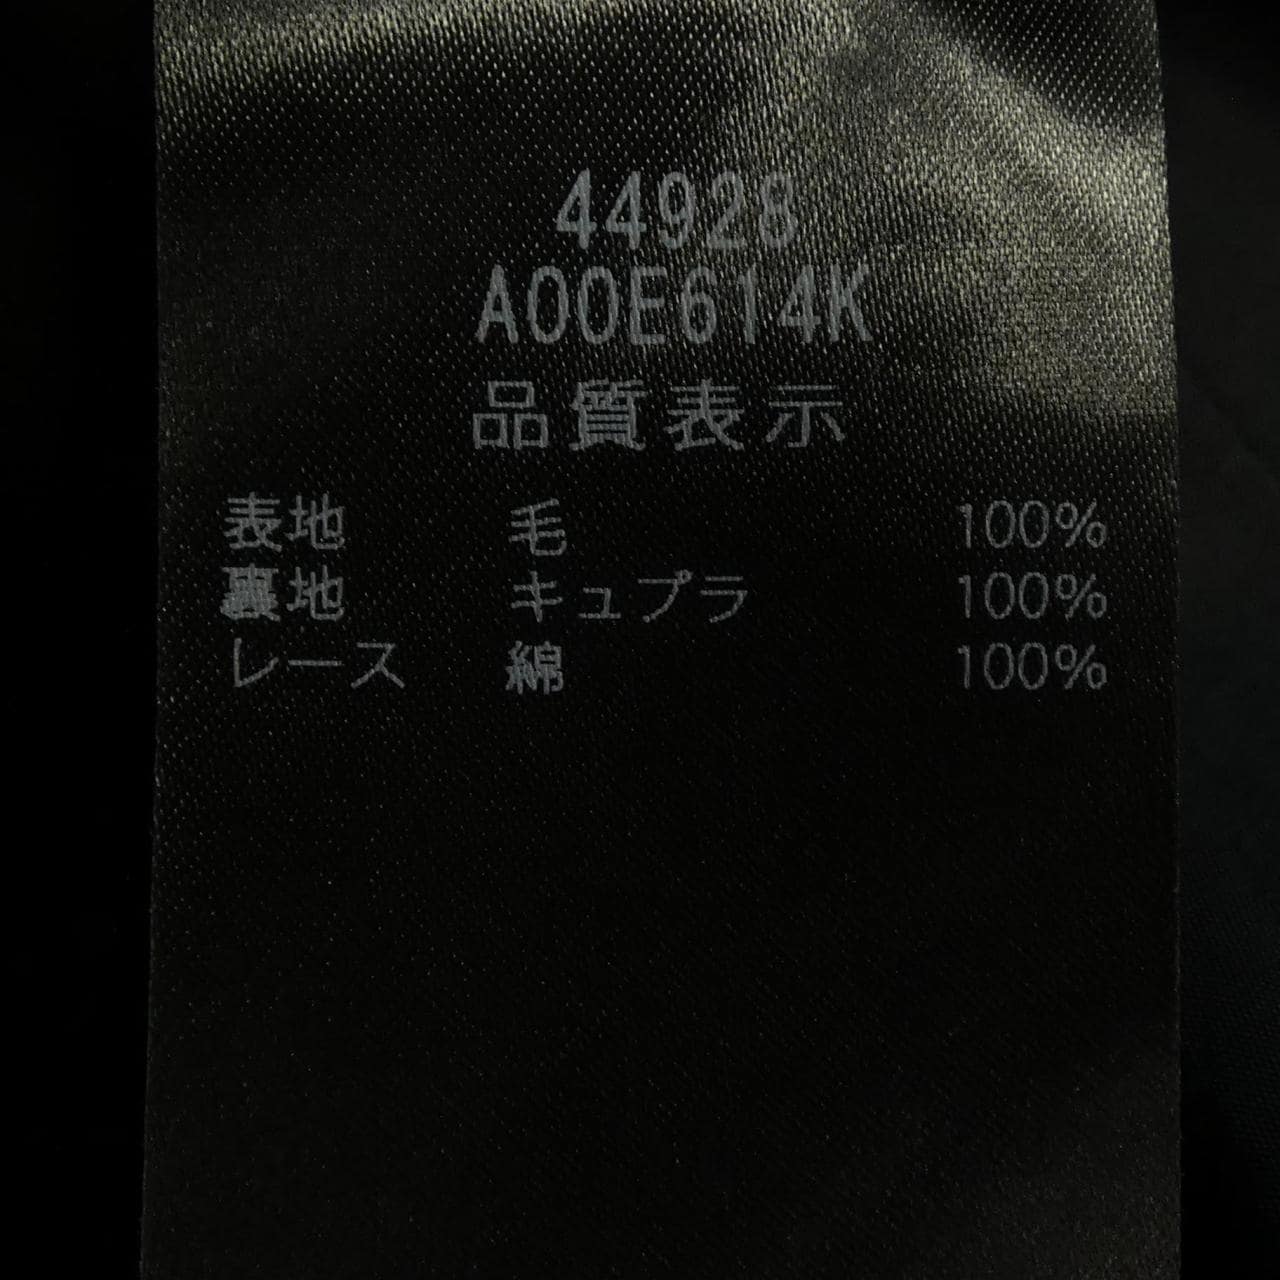 44928
A00E614K
品質表示
表地 毛 100%
裏地 キュプラ 100%
レース 綿 100%